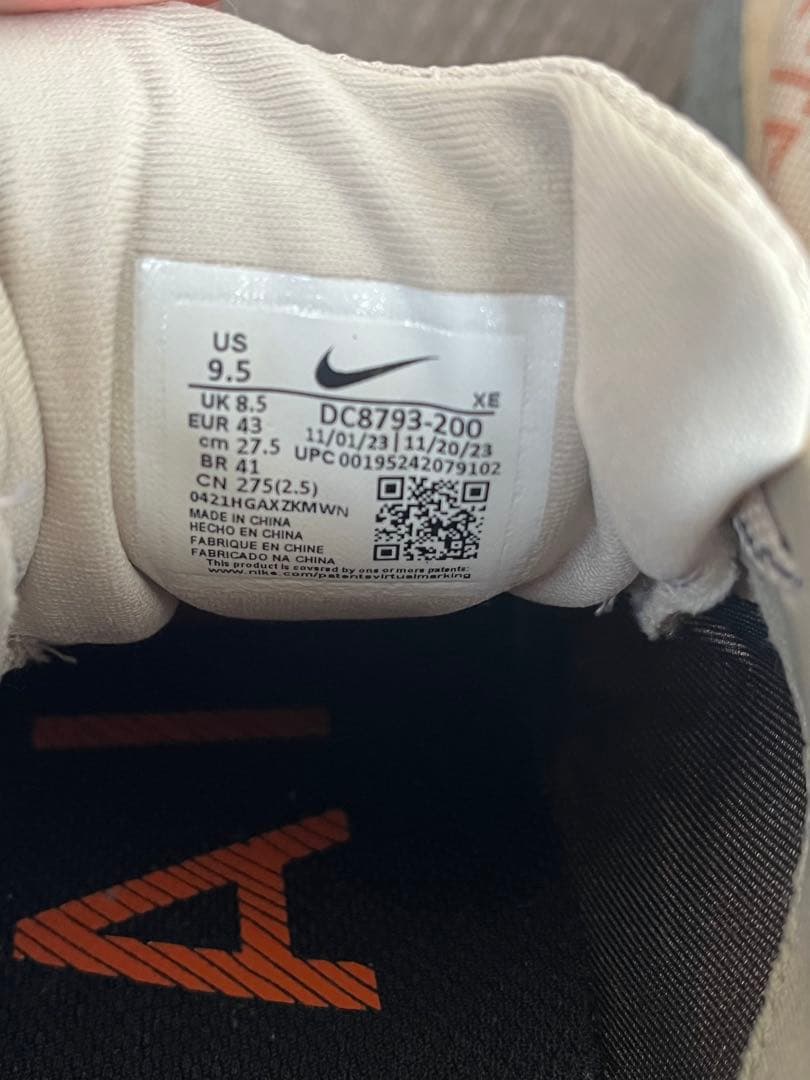 US
9.5
XE
UK 8.5
EUR 43
cm 27.5
BR 41
CN 275(2.5)
DC8793-200
11/01/23 | 11/20/23
UPC 00195242079102
0421HGAXZKMWN
MADE IN CHINA
HECHO EN CHINA
FABRIQUE EN CHINE
FABRICADO NA CHINA
This product is covered by one or more patents:
www.nike.com/patentsvirtualmarking
AI